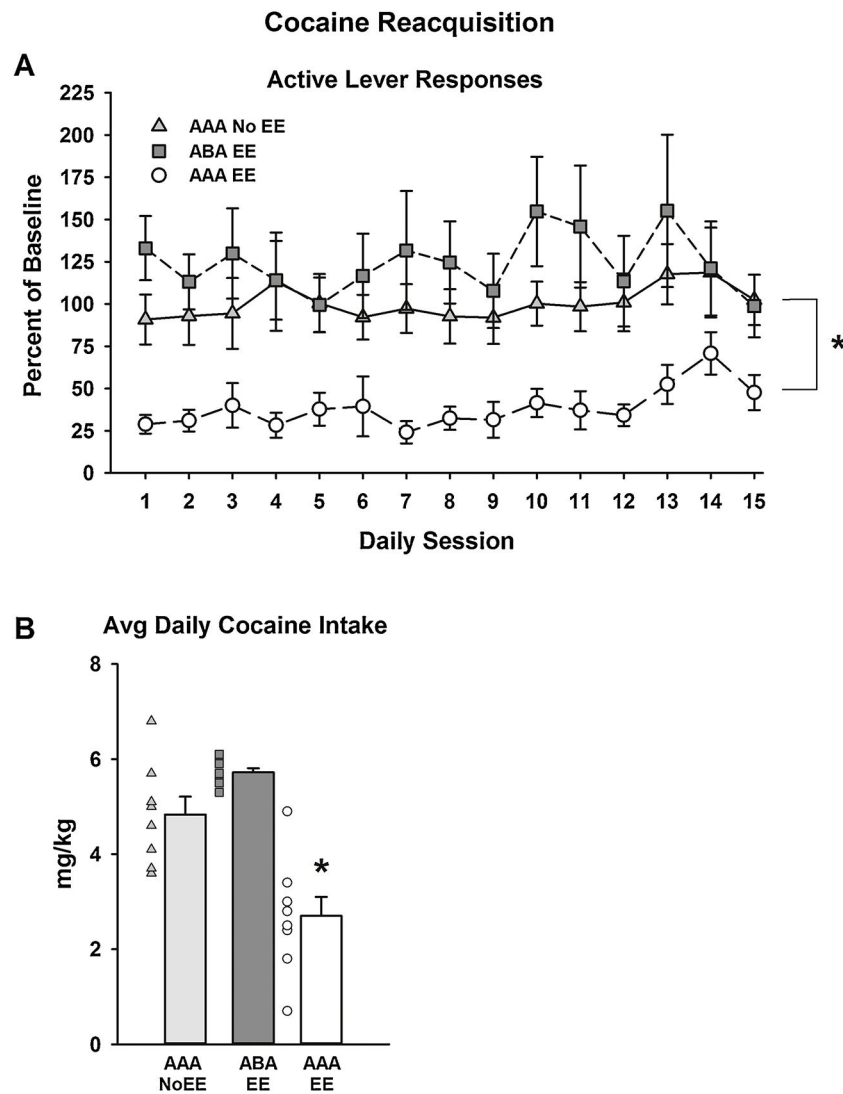 Cocaine Reacquisition
A
Active Lever Responses
225
200
175
150
125
100
75
50
25
0
Percent of Baseline
AAA No EE
ABA EE
AAA EE
*
1 2 3 4 5 6 7 8 9 10 11 12 13 14 15
Daily Session
B
Avg Daily Cocaine Intake
8
6
4
2
0
mg/kg
*
AAA ABA AAA
NoEE EE EE